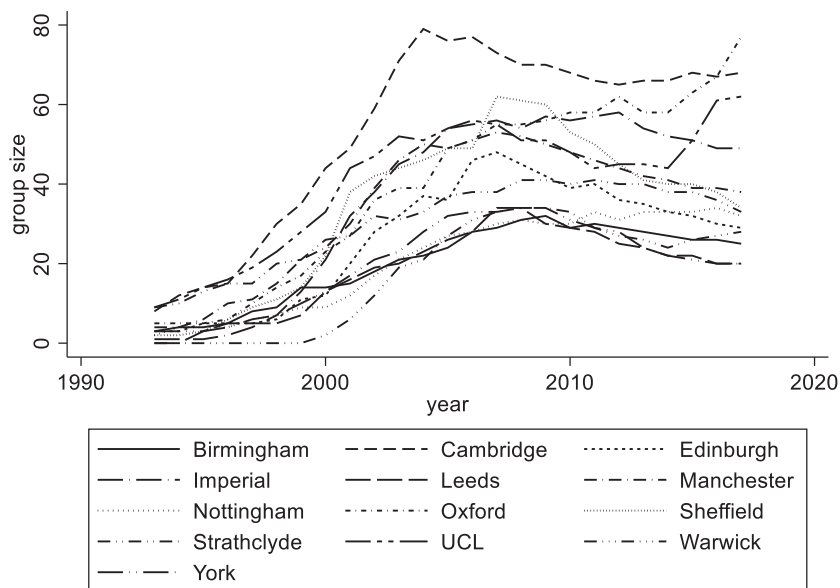 80
60
40
20
0
group size
1990 2000 2010 2020
year
Birmingham Cambridge Edinburgh
Imperial Leeds Manchester
Nottingham Oxford Sheffield
Strathclyde UCL Warwick
York